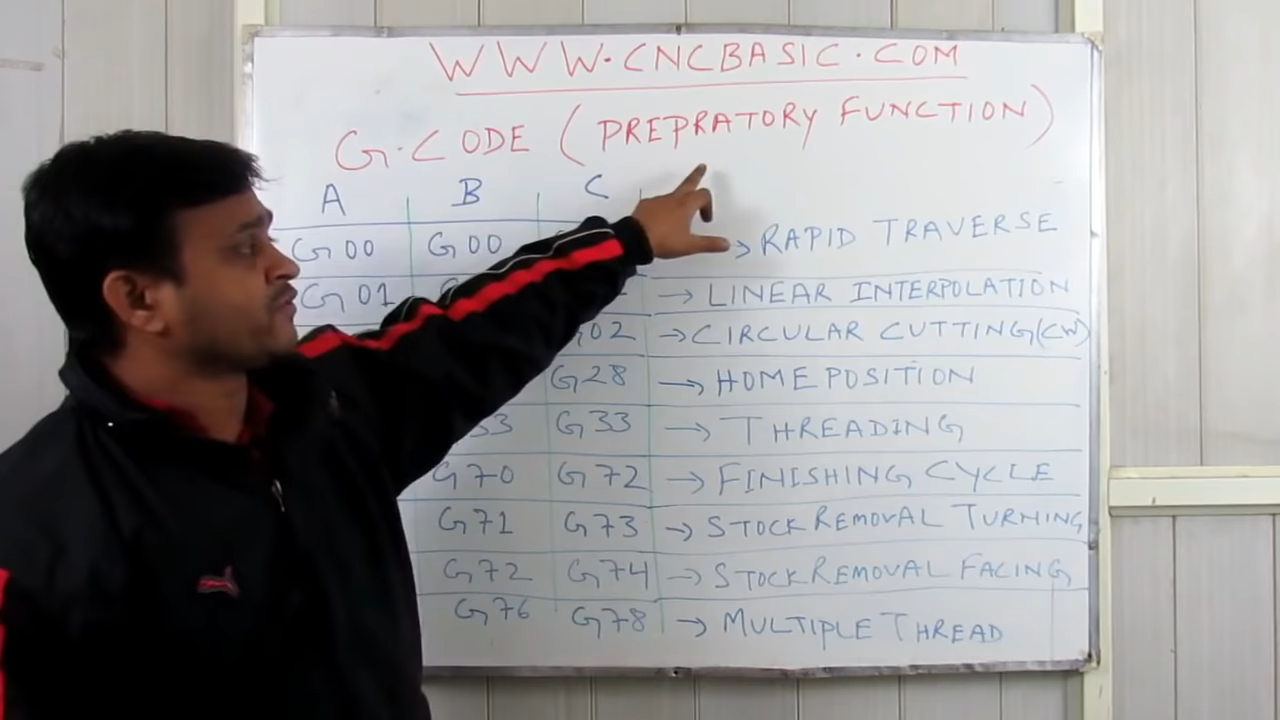 WWW.CNCBASIC.COM
G-CODE (PREPRATORY FUNCTION)
A B C
G00 G00 RAPID TRAVERSE
G01 → LINEAR INTERPOLATION
02 → CIRCULAR CUTTING(CW)
G28 → HOME POSITION
33 G33 → THREADING
G70 G72 → FINISHING CYCLE
G71 G73 → STOCK REMOVAL TURNING
G72 G74 → STOCK REMOVAL FACING
G76 G78 → MULTIPLE THREAD